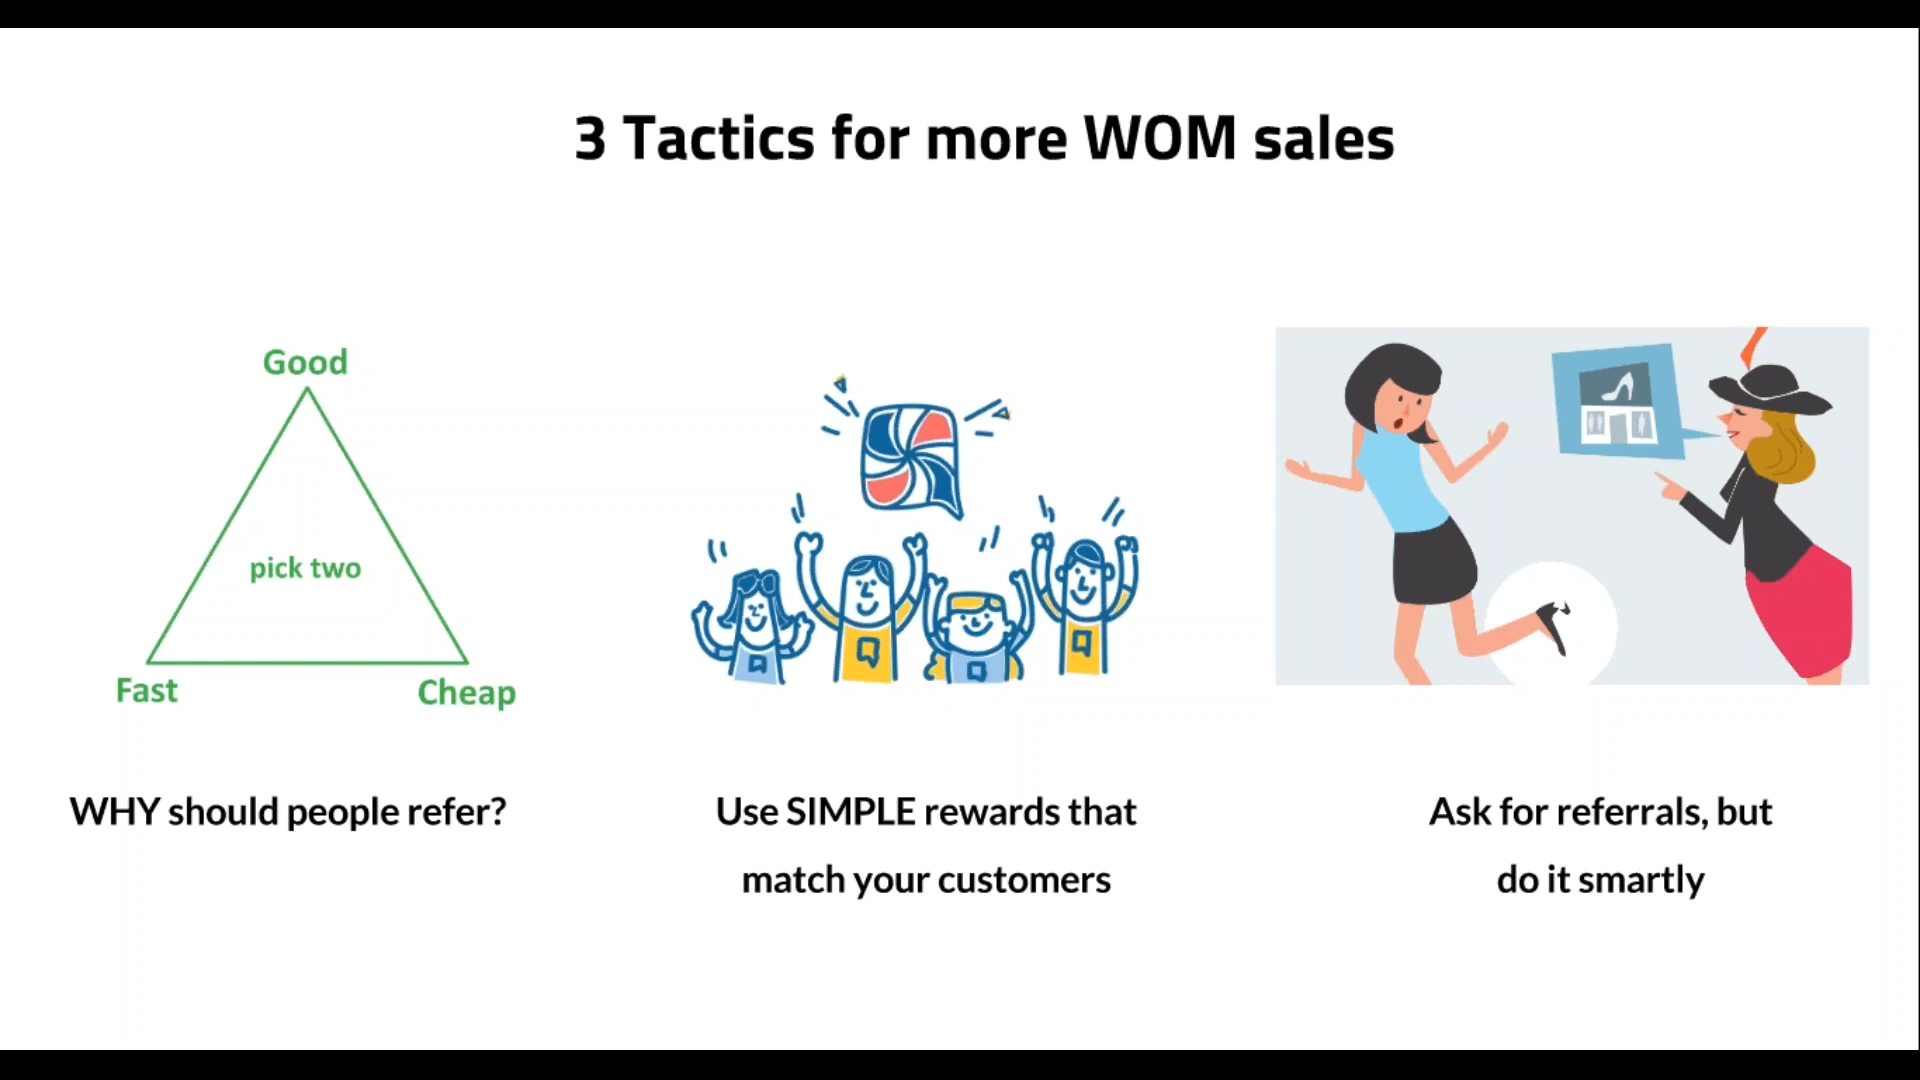 3 Tactics for more WOM sales
Good
pick two
Fast
Cheap
WHY should people refer?
Use SIMPLE rewards that
match your customers
Ask for referrals, but
do it smartly